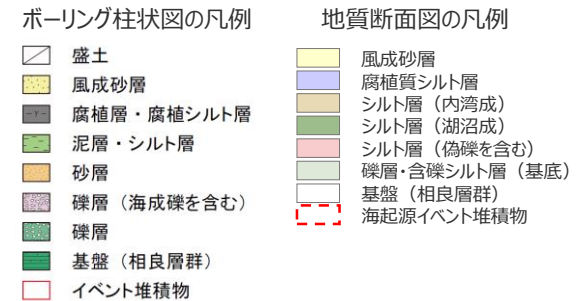 ボーリング柱状図の凡例
盛土
風成砂層
腐植層・腐植シルト層
泥層・シルト層
砂層
礫層（海成礫を含む）
礫層
基盤（相良層群）
イベント堆積物
地質断面図の凡例
風成砂層
腐植質シルト層
シルト層（内湾成）
シルト層（湖沼成）
シルト層（偽礫を含む）
礫層・含礫シルト層（基底）
基盤（相良層群）
海起源イベント堆積物